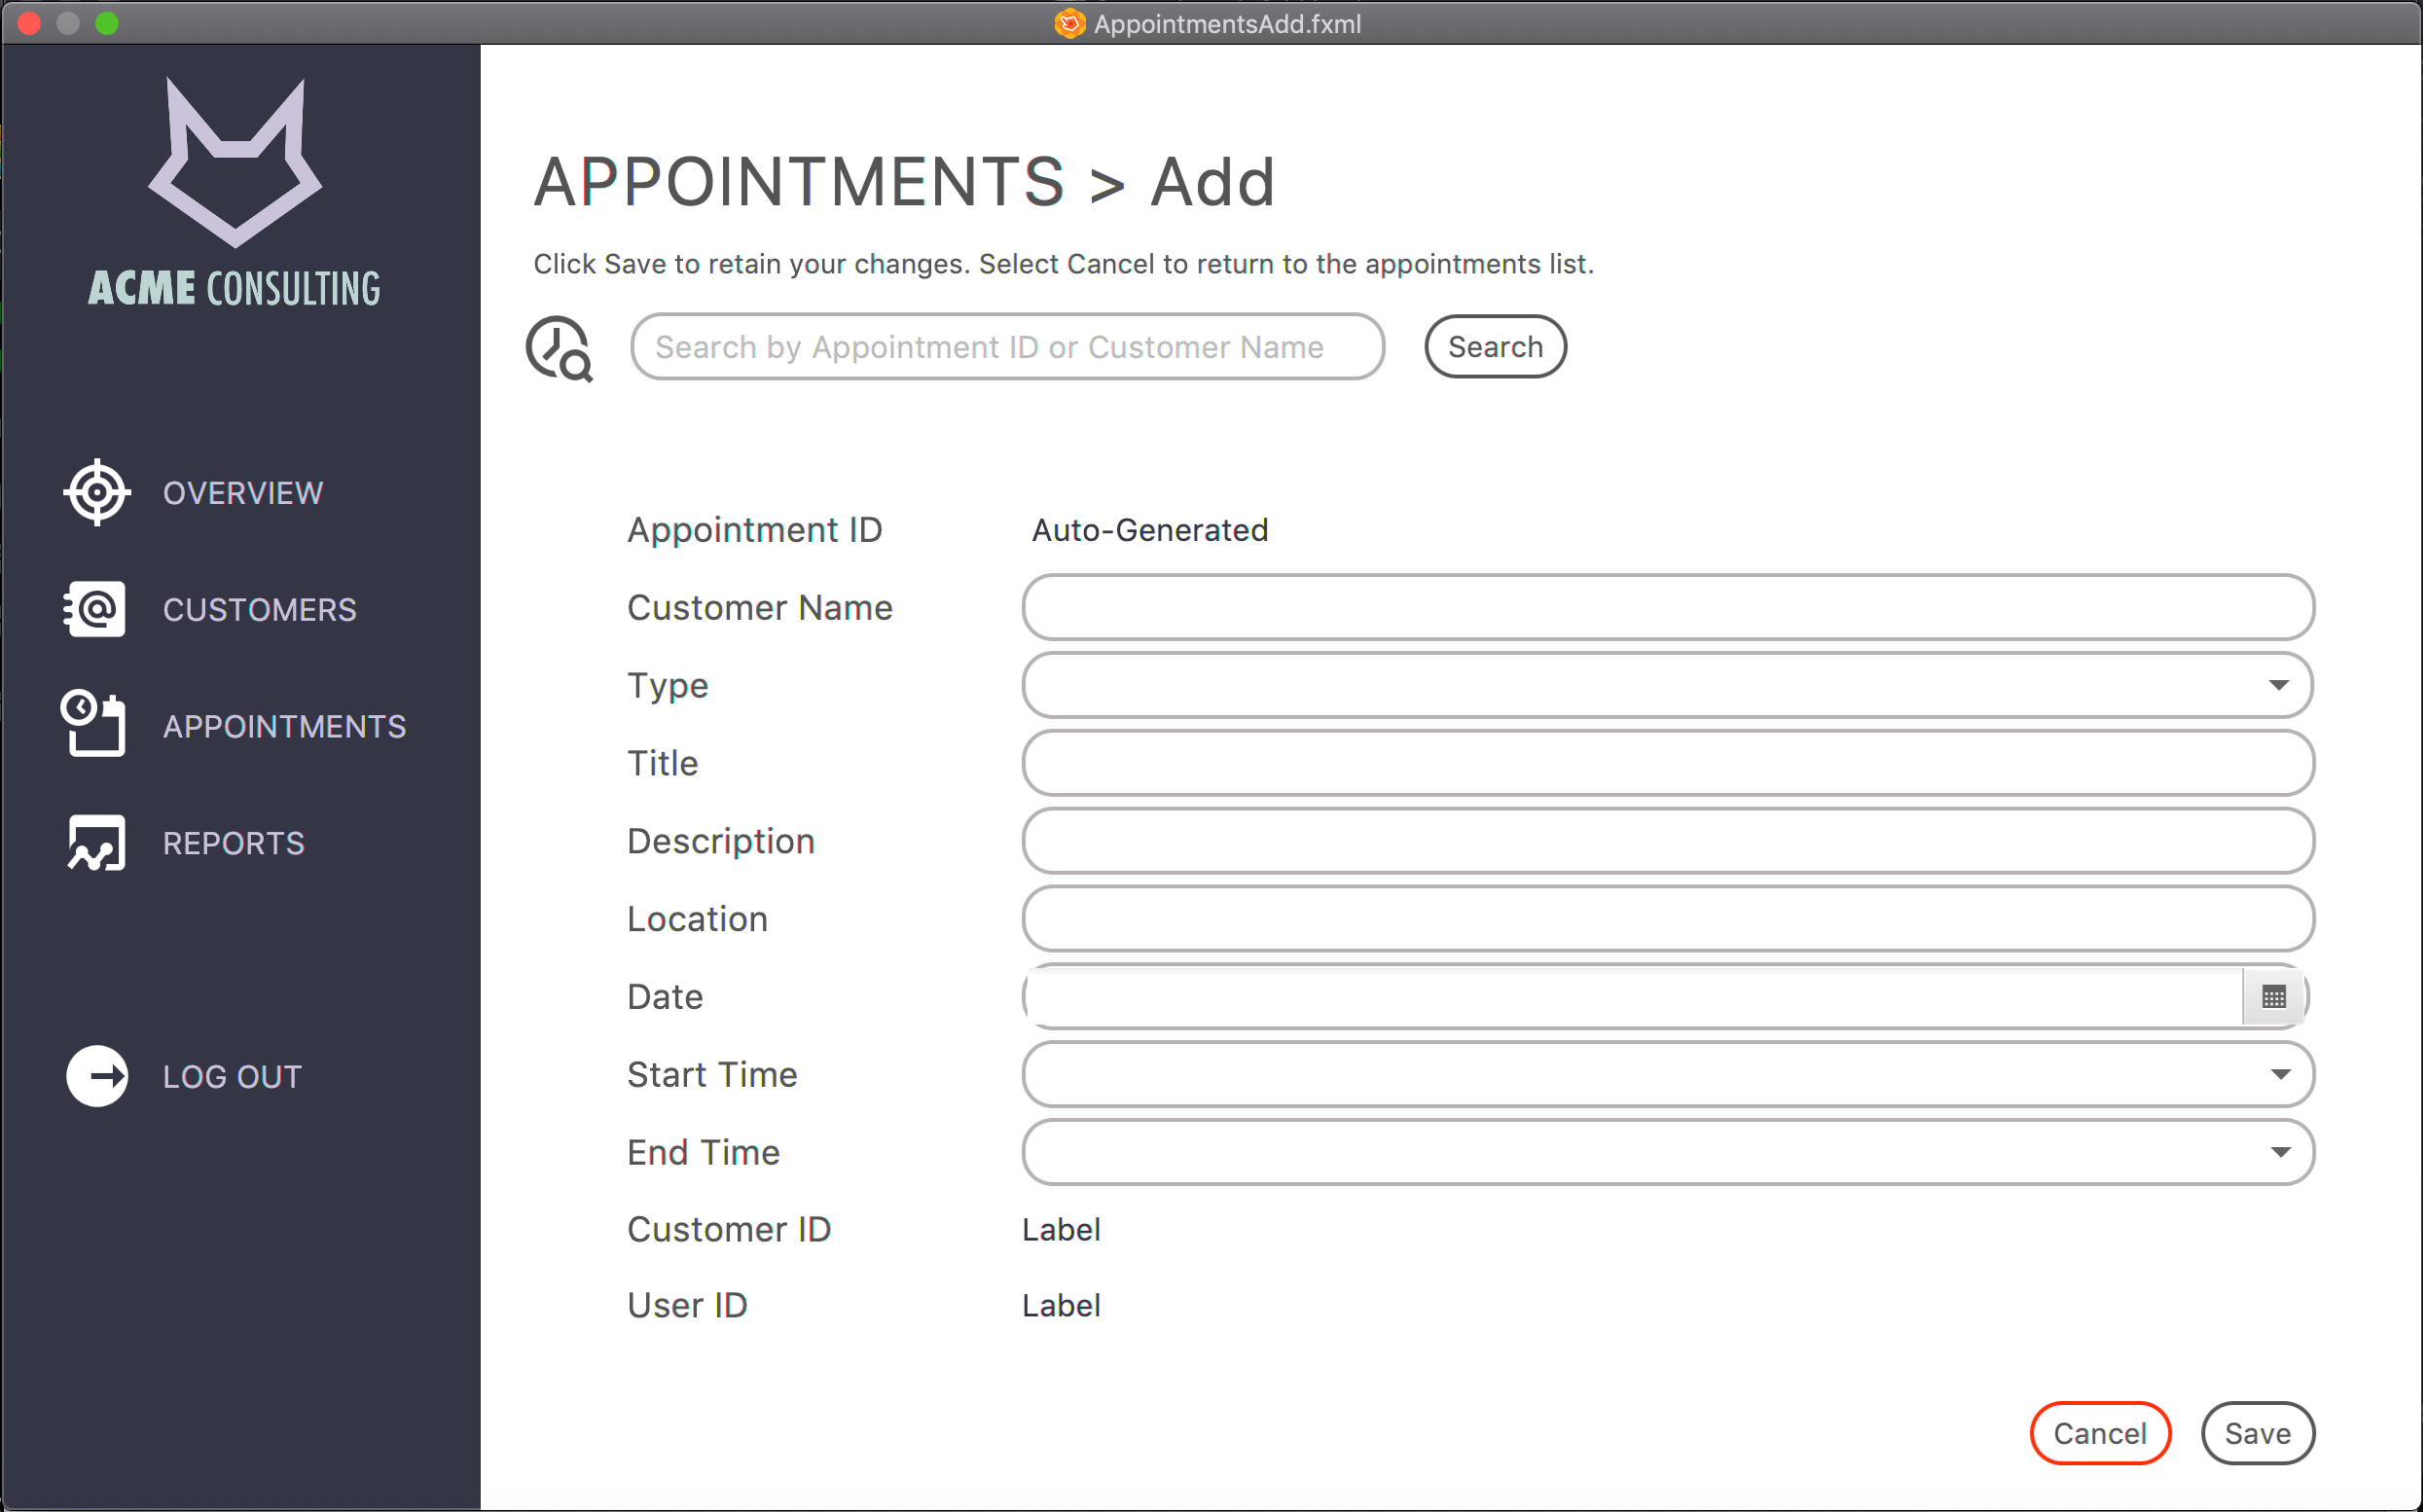 AppointmentsAdd.fxml
ACME CONSULTING
OVERVIEW
CUSTOMERS
APPOINTMENTS
REPORTS
LOG OUT
APPOINTMENTS > Add
Click Save to retain your changes. Select Cancel to return to the appointments list.
Search by Appointment ID or Customer Name
Search
Appointment ID Auto-Generated
Customer Name
Type
Title
Description
Location
Date
Start Time
End Time
Customer ID Label
User ID Label
Cancel Save